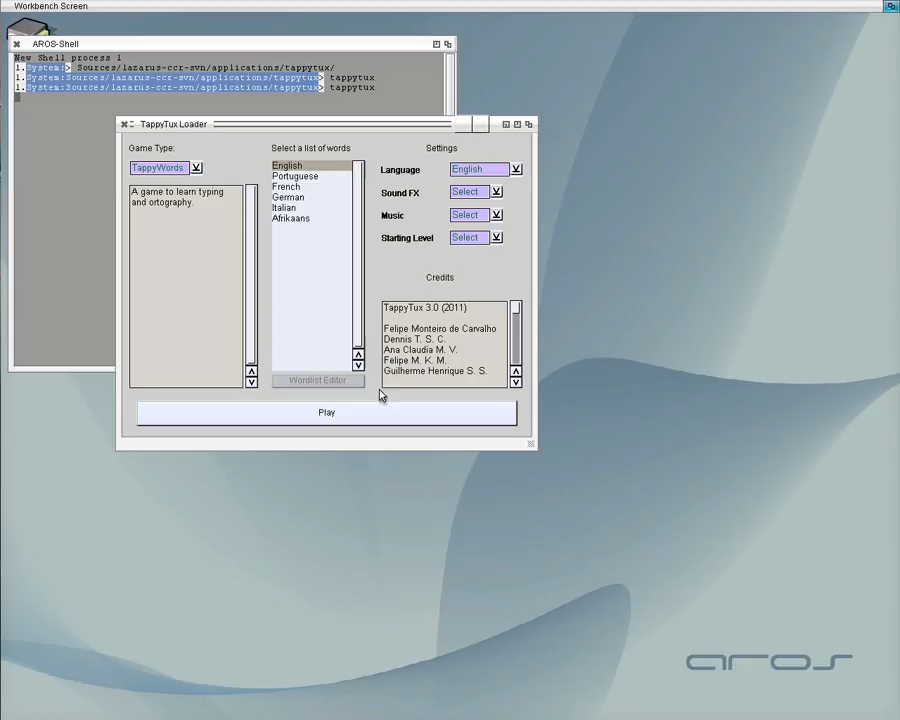 Workbench Screen
AROS-Shell
New Shell process 1
1.System:> Sources/lazarus-ccr-svn/applications/tappytux/
1.System:Sources/lazarus-ccr-svn/applications/tappytux> tappytux
1.System:Sources/lazarus-ccr-svn/applications/tappytux> tappytux
TappyTux Loader
Game Type:
TappyWords
A game to learn typing
and ortography.
Select a list of words
English
Portuguese
French
German
Italian
Afrikaans
Wordlist Editor
Settings
Language English
Sound FX Select
Music Select
Starting Level Select
Credits
TappyTux 3.0 (2011)
Felipe Monteiro de Carvalho
Dennis T. S. C.
Ana Claudia M. V.
Felipe M. K. M.
Guilherme Henrique S. S.
Play
aros